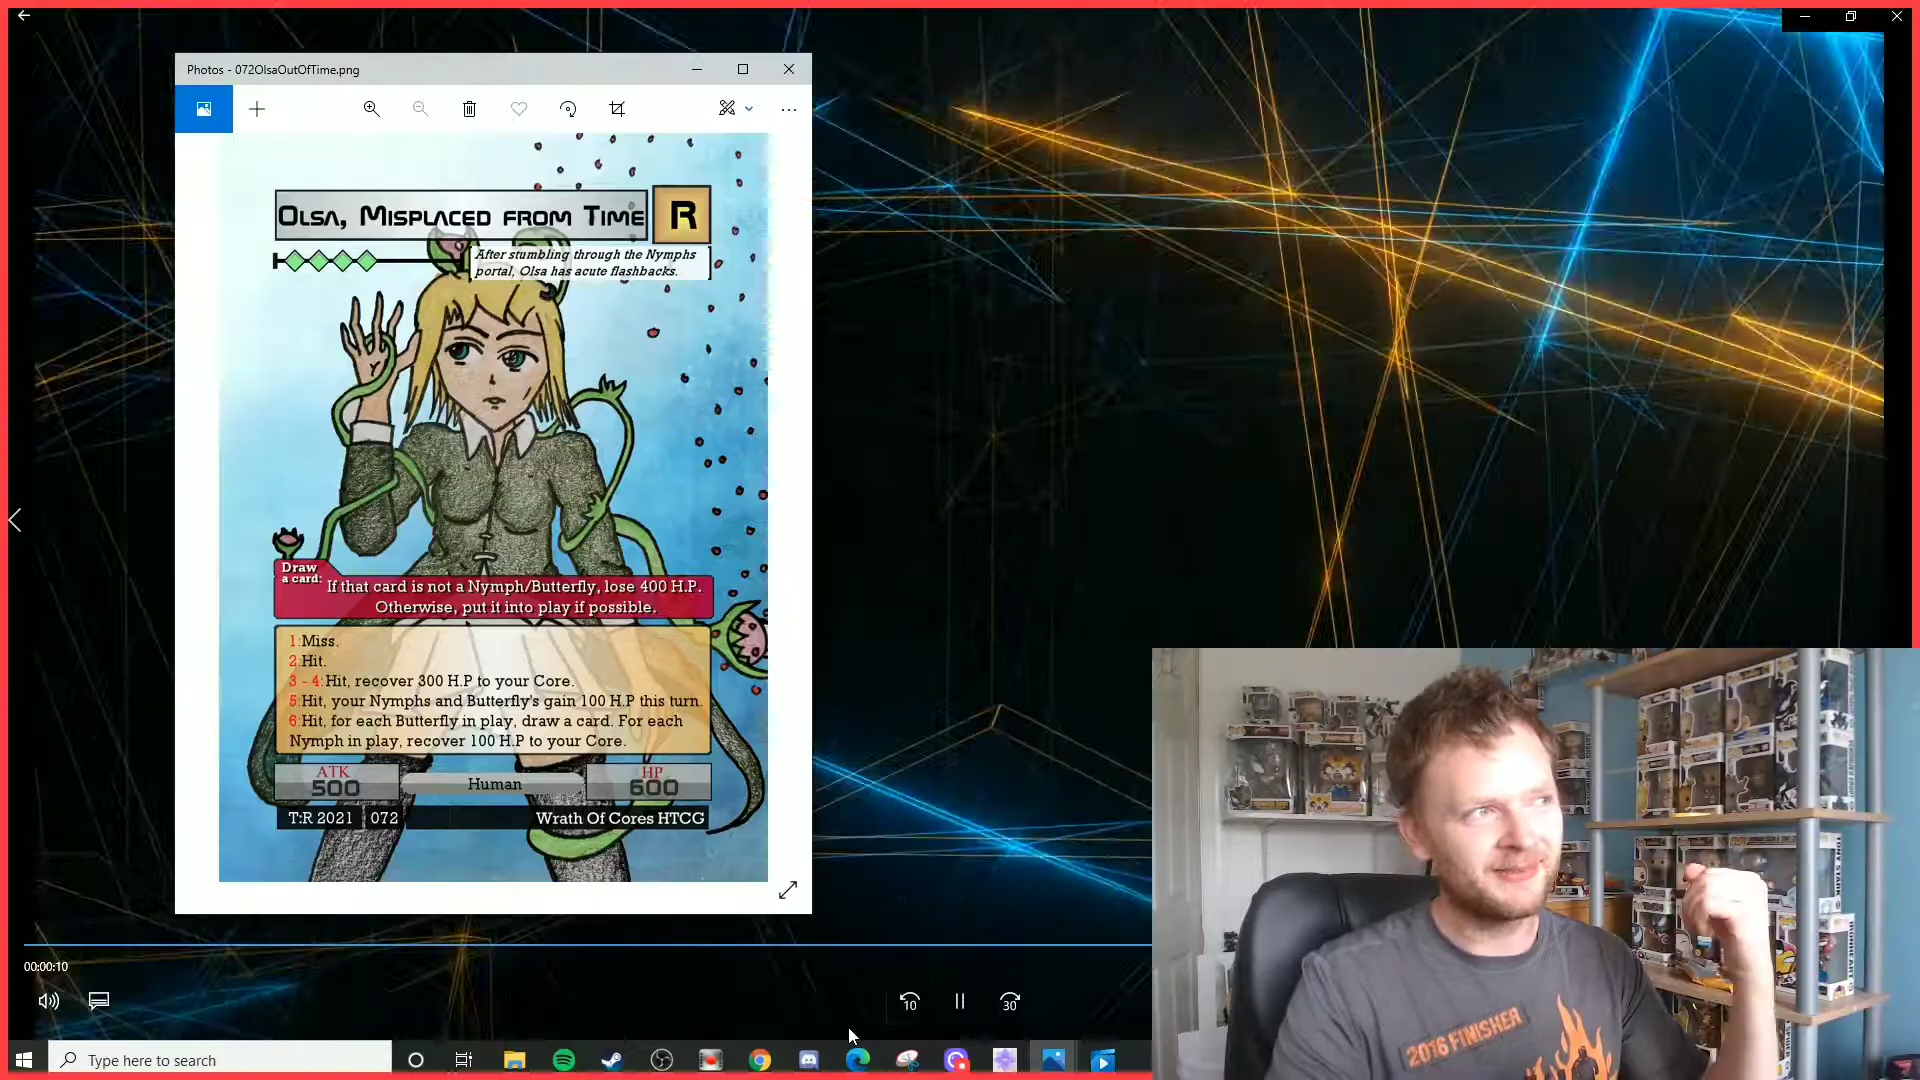 Photos - 072OlsaOutOfTime.png
Olsa, Misplaced from Time
R
After stumbling through the Nymphs
portal, Olsa has acute flashbacks.
Draw
a card:
If that card is not a Nymph/Butterfly, lose 400 H.P.
Otherwise, put it into play if possible.
1:Miss.
2:Hit.
3 - 4:Hit, recover 300 H.P to your Core.
5:Hit, your Nymphs and Butterfly's gain 100 H.P this turn.
6:Hit, for each Butterfly in play, draw a card. For each
Nymph in play, recover 100 H.P to your Core.
ATK
500
Human
HP
600
T:R 2021
072
Wrath Of Cores HTCG
00:00:10
10
30
2016 FINISHER
Type here to search